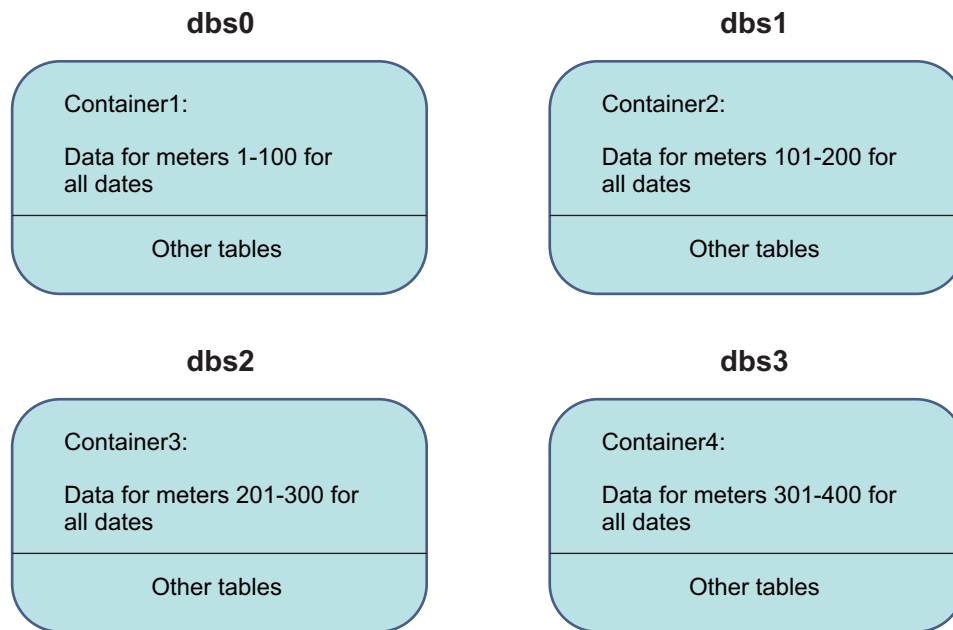 dbs0
Container1:
Data for meters 1-100 for
all dates
Other tables
dbs1
Container2:
Data for meters 101-200 for
all dates
Other tables
dbs2
Container3:
Data for meters 201-300 for
all dates
Other tables
dbs3
Container4:
Data for meters 301-400 for
all dates
Other tables